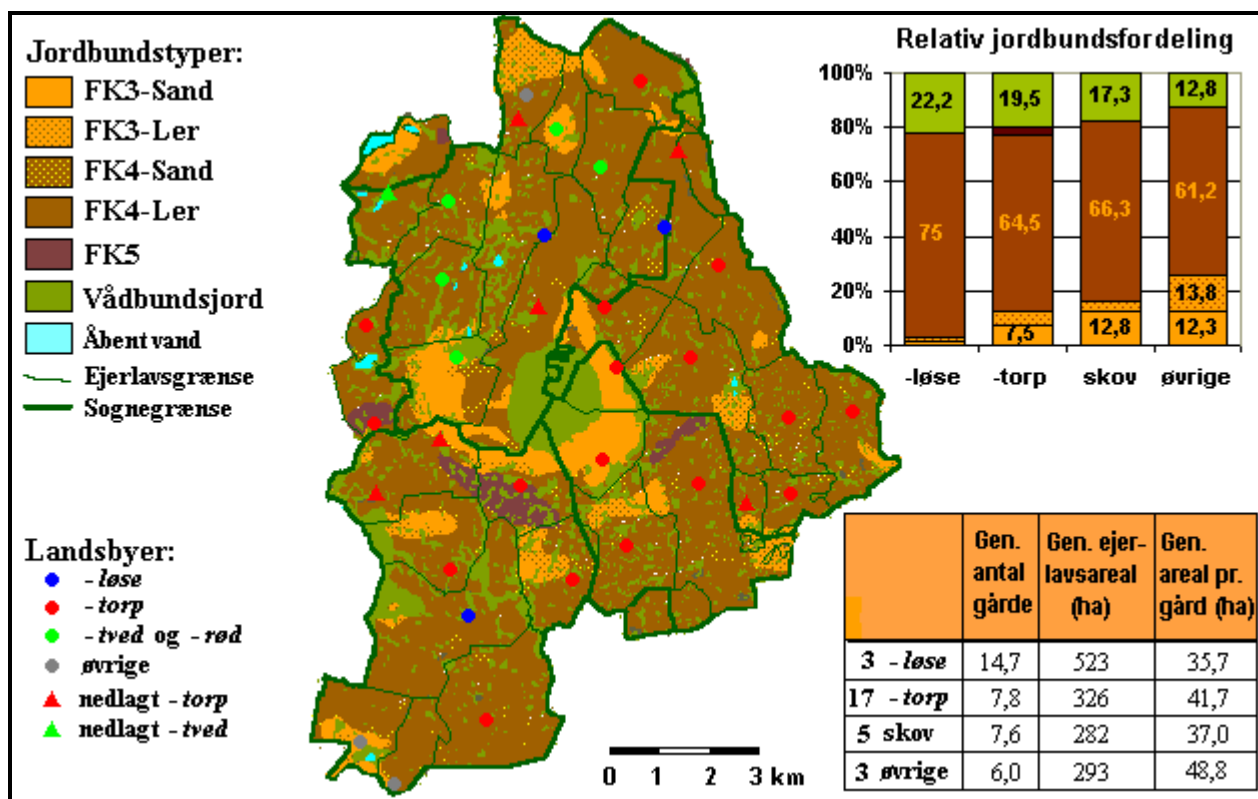 Jordbundstyper:
FK3-Sand
FK3-Ler
FK4-Sand
FK4-Ler
FK5
Vådbundsjord
Åbentvand
Ejerlavsgrænse
Sognegrænse
Landsbyer:
-løse
-torp
-tved og -rød
øvrige
nedlagt -torp
nedlagt -tved
0 1 2 3 km
Relativ jordbundsfordeling
100%
80%
60%
40%
20%
0%
22,2 19,5 17,3 12,8
75 64,5 66,3 61,2
13,8
7,5 12,8 12,3
-løse -torp skov øvrige
Gen. antal gårde
Gen. ejer-lavsareal (ha)
Gen. areal pr. gård (ha)
3 -løse 14,7 523 35,7
17 -torp 7,8 326 41,7
5 skov 7,6 282 37,0
3 øvrige 6,0 293 48,8